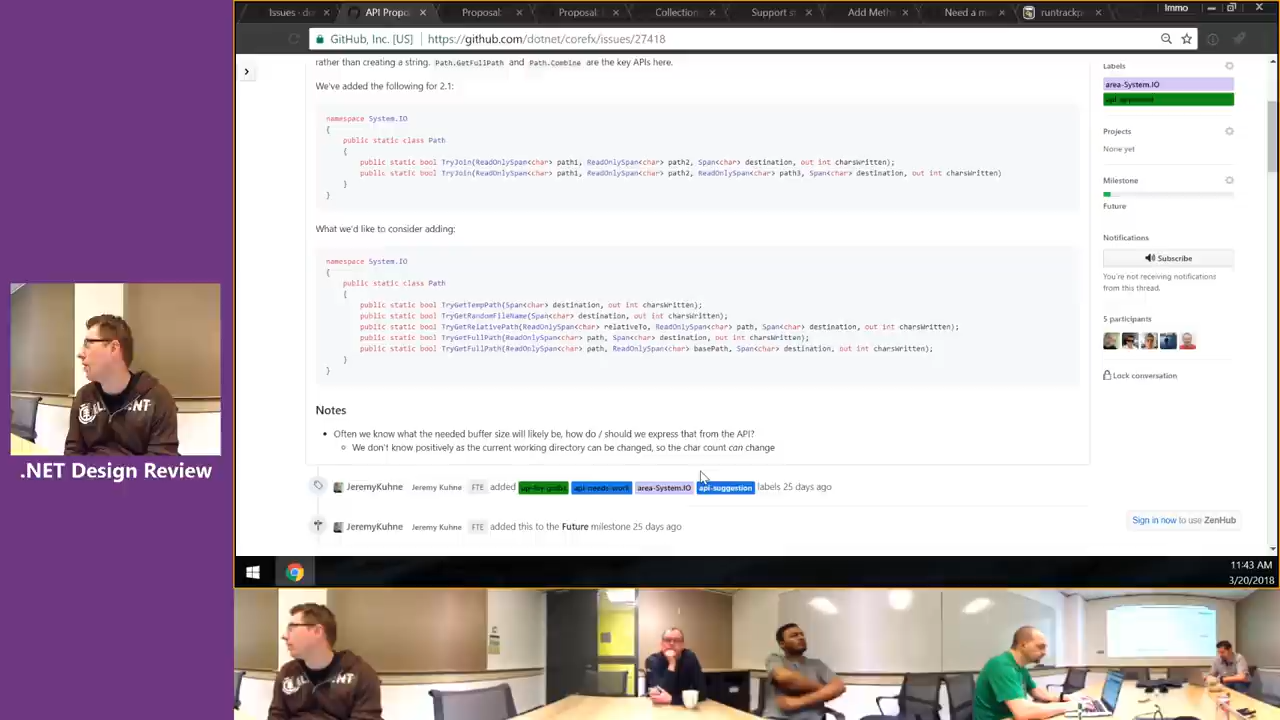 Issues · do
API Propo
Proposal:
Proposal
Collection
Support st
Add Meth
Need a m
runtrackp
Immo
GitHub, Inc. [US]
https://github.com/dotnet/corefx/issues/27418
rather than creating a string. Path.GetFullPath and Path.Combine are the key APIs here.
We've added the following for 2.1:
namespace System.IO
{
public static class Path
{
public static bool TryJoin(ReadOnlySpan<char> path1, ReadOnlySpan<char> path2, Span<char> destination, out int charsWritten);
public static bool TryJoin(ReadOnlySpan<char> path1, ReadOnlySpan<char> path2, ReadOnlySpan<char> path3, Span<char> destination, out int charsWritten)
}
}
What we'd like to consider adding:
namespace System.IO
{
public static class Path
{
public static bool TryGetTempPath(Span<char> destination, out int charsWritten);
public static bool TryGetRandomFileName(Span<char> destination, out int charsWritten);
public static bool TryGetRelativePath(ReadOnlySpan<char> relativeTo, ReadOnlySpan<char> path, Span<char> destination, out int charsWritten);
public static bool TryGetFullPath(ReadOnlySpan<char> path, Span<char> destination, out int charsWritten);
public static bool TryGetFullPath(ReadOnlySpan<char> path, ReadOnlySpan<char> basePath, Span<char> destination, out int charsWritten);
}
}
Notes
Often we know what the needed buffer size will likely be, how do / should we express that from the API?
We don't know positively as the current working directory can be changed, so the char count can change
JeremyKuhne Jeremy Kuhne FTE added up-for-grabs api-needs-work area-System.IO api-suggestion labels 25 days ago
JeremyKuhne Jeremy Kuhne FTE added this to the Future milestone 25 days ago
Labels
area-System.IO
Projects
None yet
Milestone
Future
Notifications
Subscribe
You're not receiving notifications
from this thread.
5 participants
Lock conversation
Sign in now to use ZenHub
11:43 AM
3/20/2018
.NET Design Review